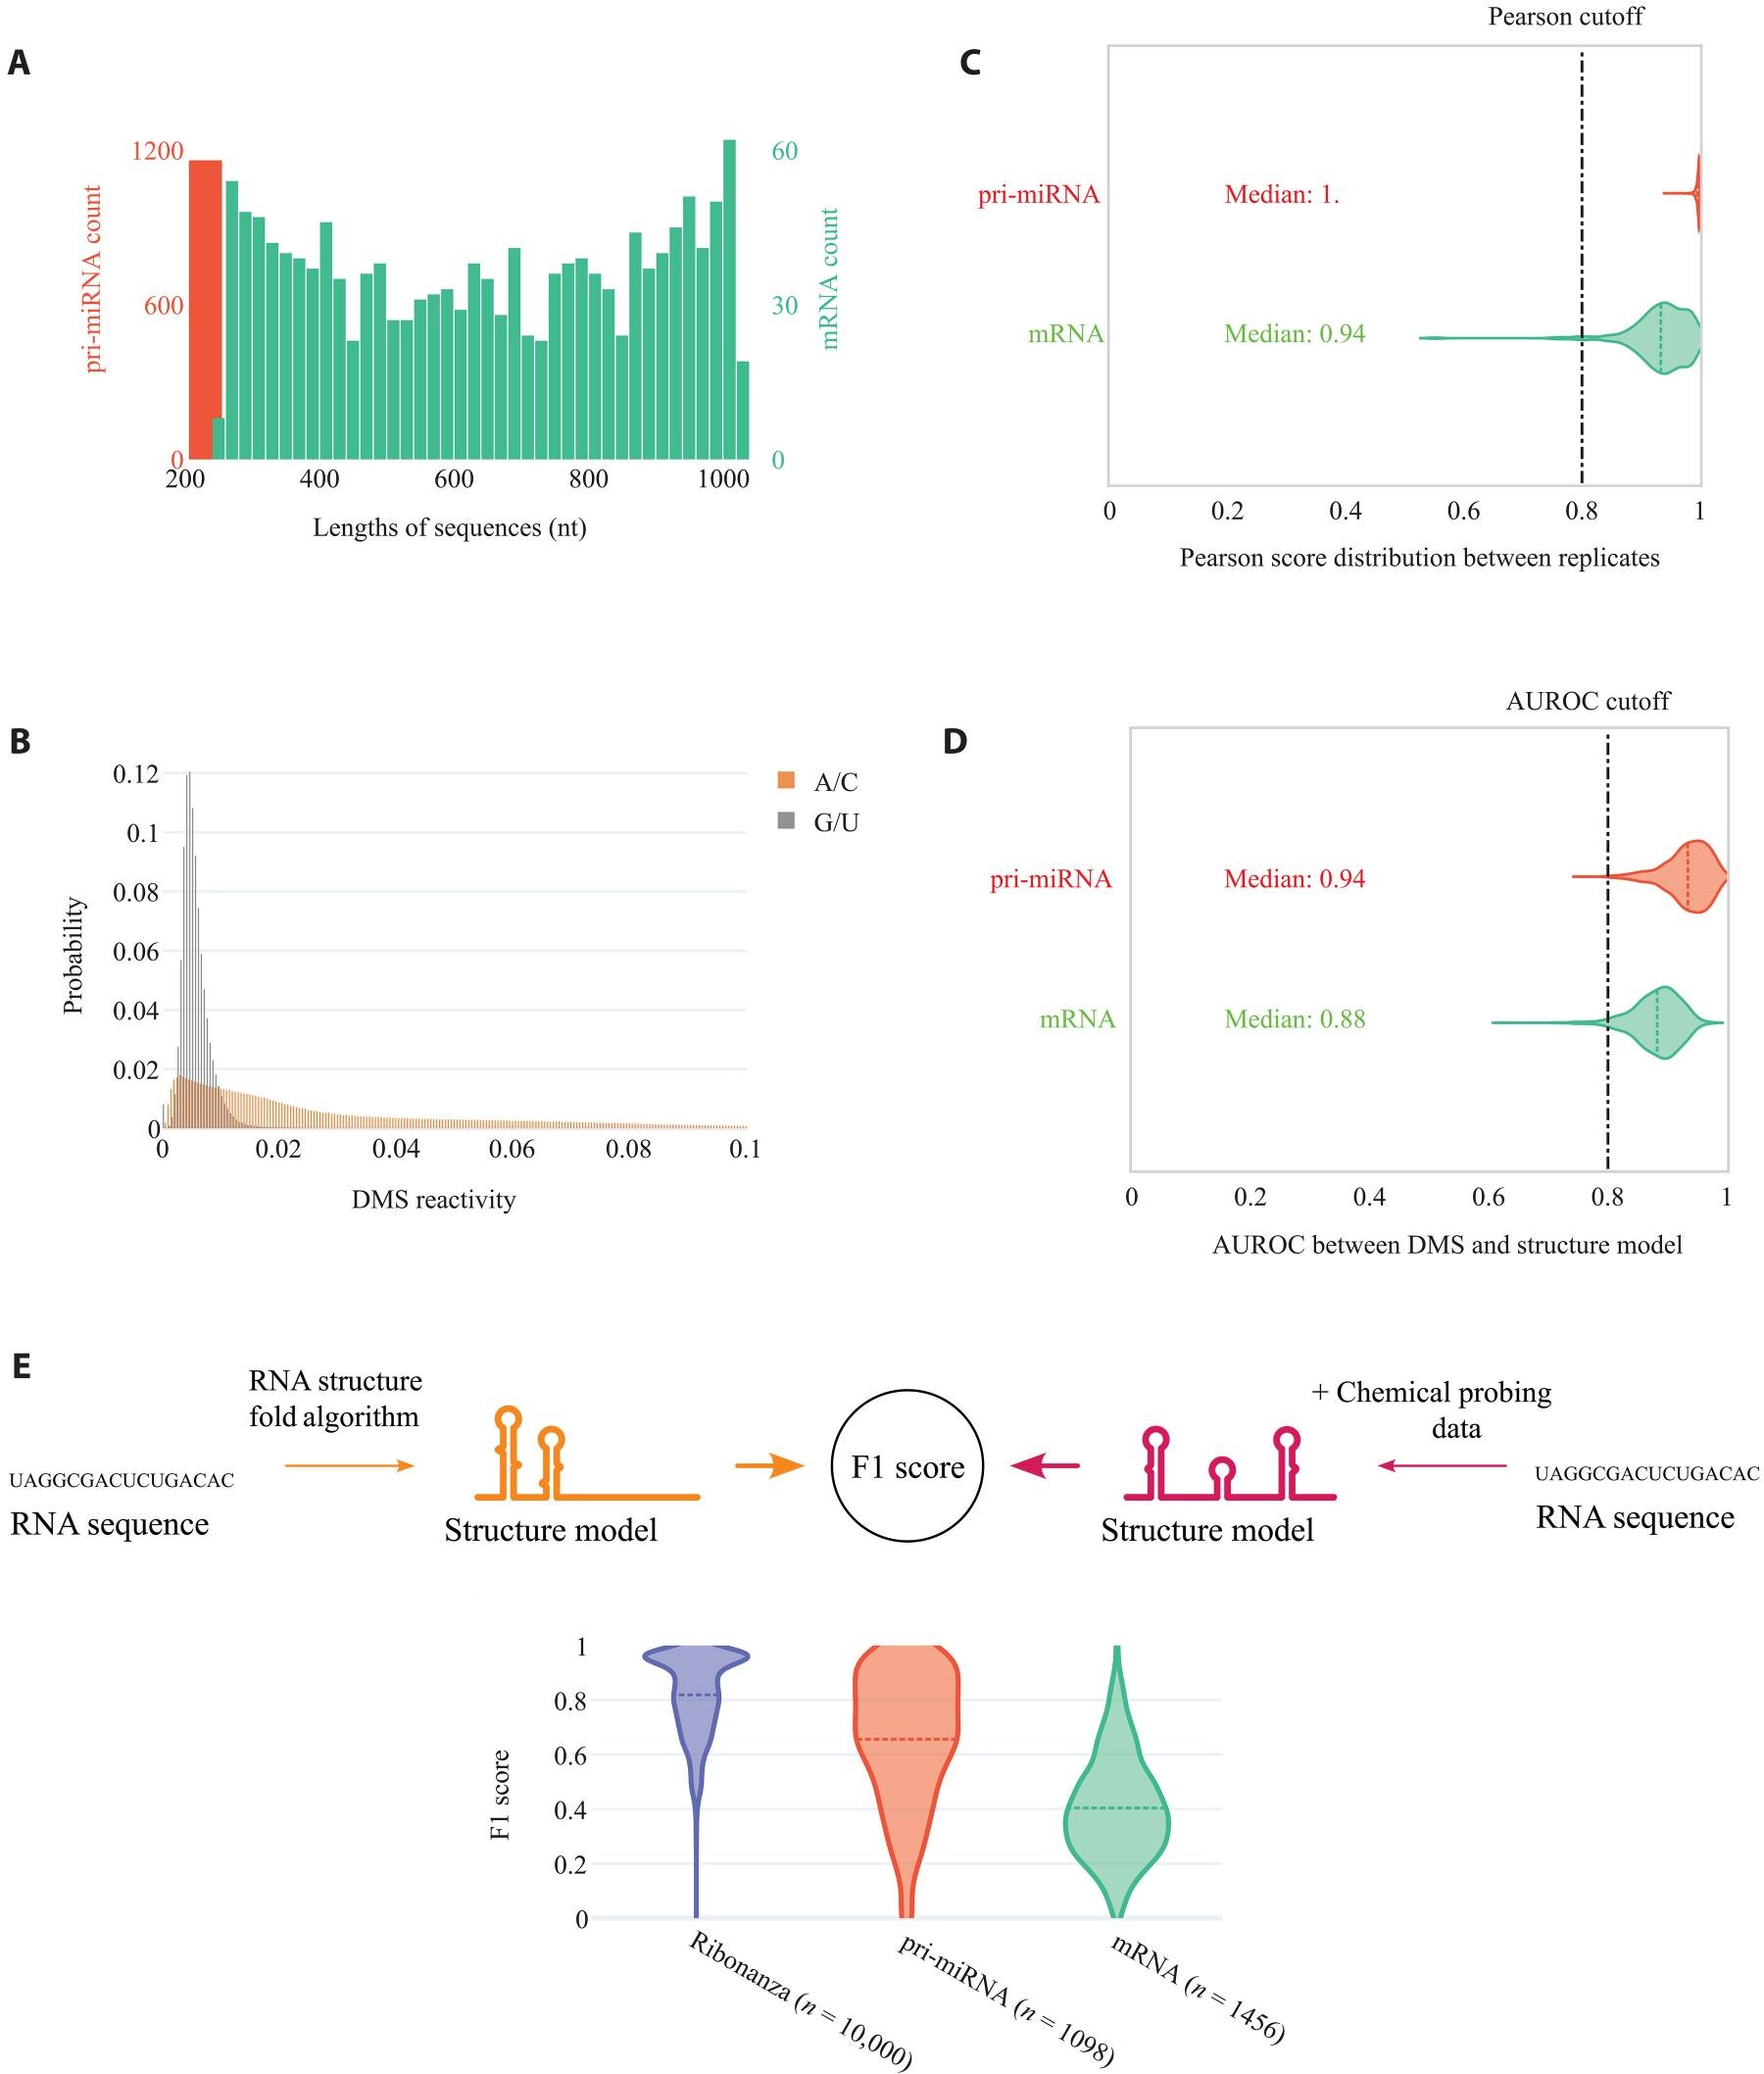 A
1200
600
0
pri-miRNA count
60
30
0
mRNA count
200 400 600 800 1000
Lengths of sequences (nt)
C
Pearson cutoff
pri-miRNA
Median: 1.
mRNA
Median: 0.94
0 0.2 0.4 0.6 0.8 1
Pearson score distribution between replicates
B
0.12
0.1
0.08
0.06
0.04
0.02
0
Probability
0 0.02 0.04 0.06 0.08 0.1
DMS reactivity
A/C
G/U
D
AUROC cutoff
pri-miRNA
Median: 0.94
mRNA
Median: 0.88
0 0.2 0.4 0.6 0.8 1
AUROC between DMS and structure model
E
RNA structure
fold algorithm
UAGGCGACUCUGACAC
RNA sequence
Structure model
F1 score
Structure model
+ Chemical probing
data
UAGGCGACUCUGACAC
RNA sequence
1
0.8
0.6
0.4
0.2
0
F1 score
Ribonanza (n = 10,000)
pri-miRNA (n = 1098)
mRNA (n = 1456)